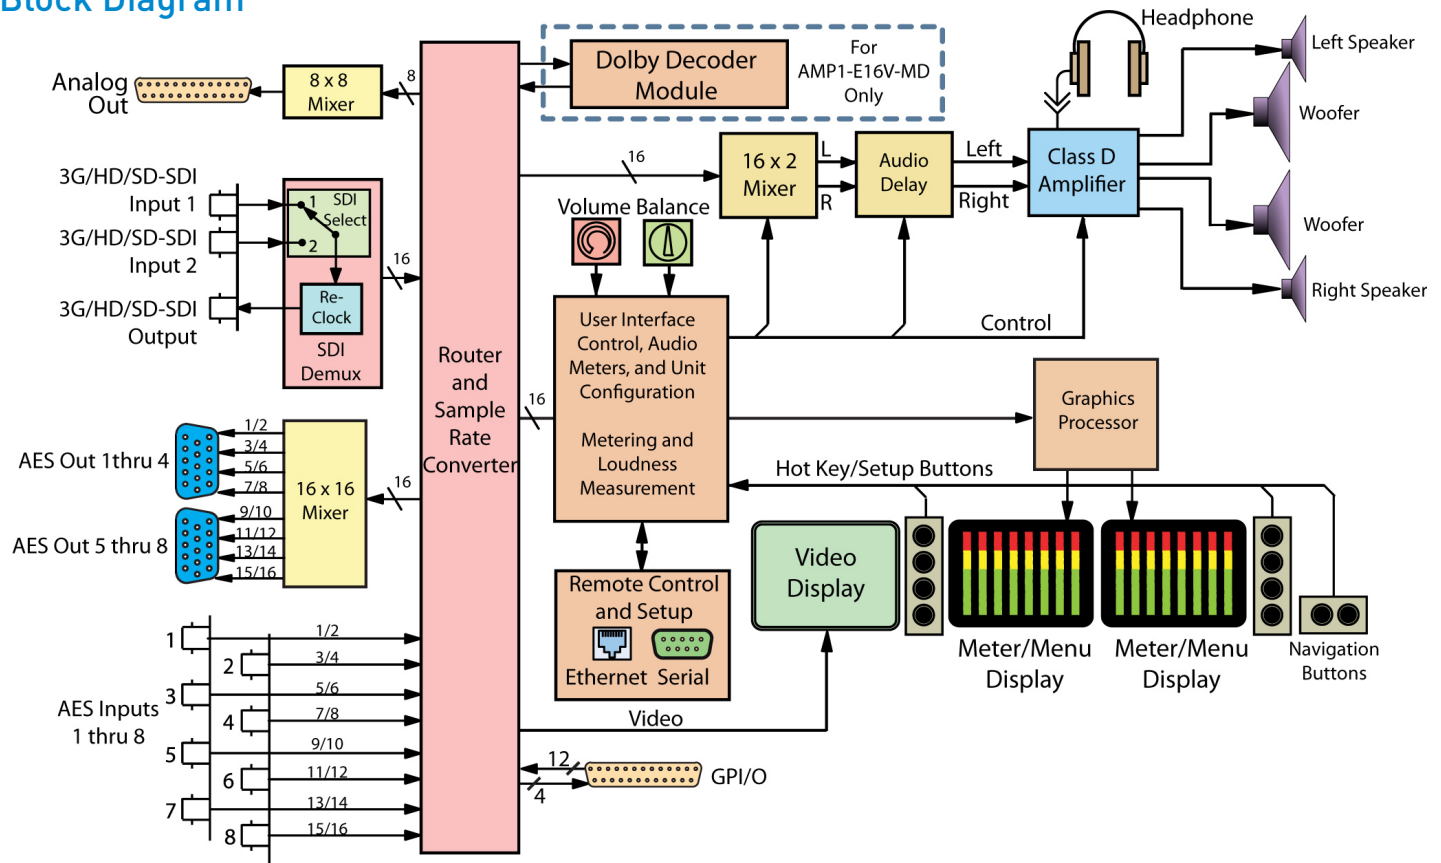 Block Diagram
Analog
Out
8 x 8
Mixer
8
Dolby Decoder
Module
For
AMP1-E16V-MD
Only
Headphone
Left Speaker
Woofer
Woofer
Right Speaker
16
16 x 2
Mixer
L
R
Audio
Delay
Left
Right
Class D
Amplifier
3G/HD/SD-SDI
Input 1
3G/HD/SD-SDI
Input 2
3G/HD/SD-SDI
Output
1
SDI
Select
2
Re-
Clock
SDI
Demux
16
Router
and
Sample
Rate
Converter
Volume
Balance
User Interface
Control, Audio
Meters, and Unit
Configuration
Metering and
Loudness
Measurement
16
Control
Graphics
Processor
Hot Key/Setup Buttons
AES Out 1thru 4
1/2
3/4
5/6
7/8
AES Out 5 thru 8
9/10
11/12
13/14
15/16
16 x 16
Mixer
16
Remote Control
and Setup
Ethernet
Serial
Video
Display
Meter/Menu
Display
Meter/Menu
Display
Navigation
Buttons
AES Inputs
1 thru 8
1
1/2
2
3/4
3
5/6
4
7/8
5
9/10
6
11/12
7
13/14
8
15/16
Video
12
4
GPI/O